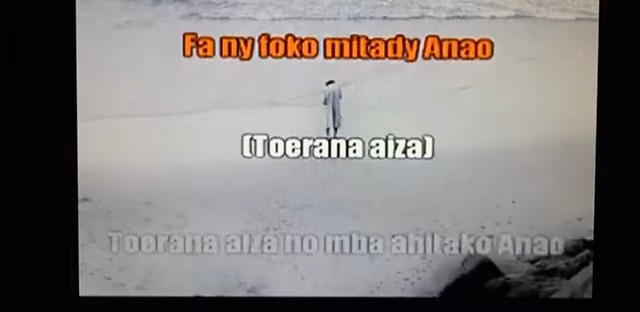 Fa ny foko mitady Anao
(Toerana aiza)
Toerana aiza no mba ahitako Anao